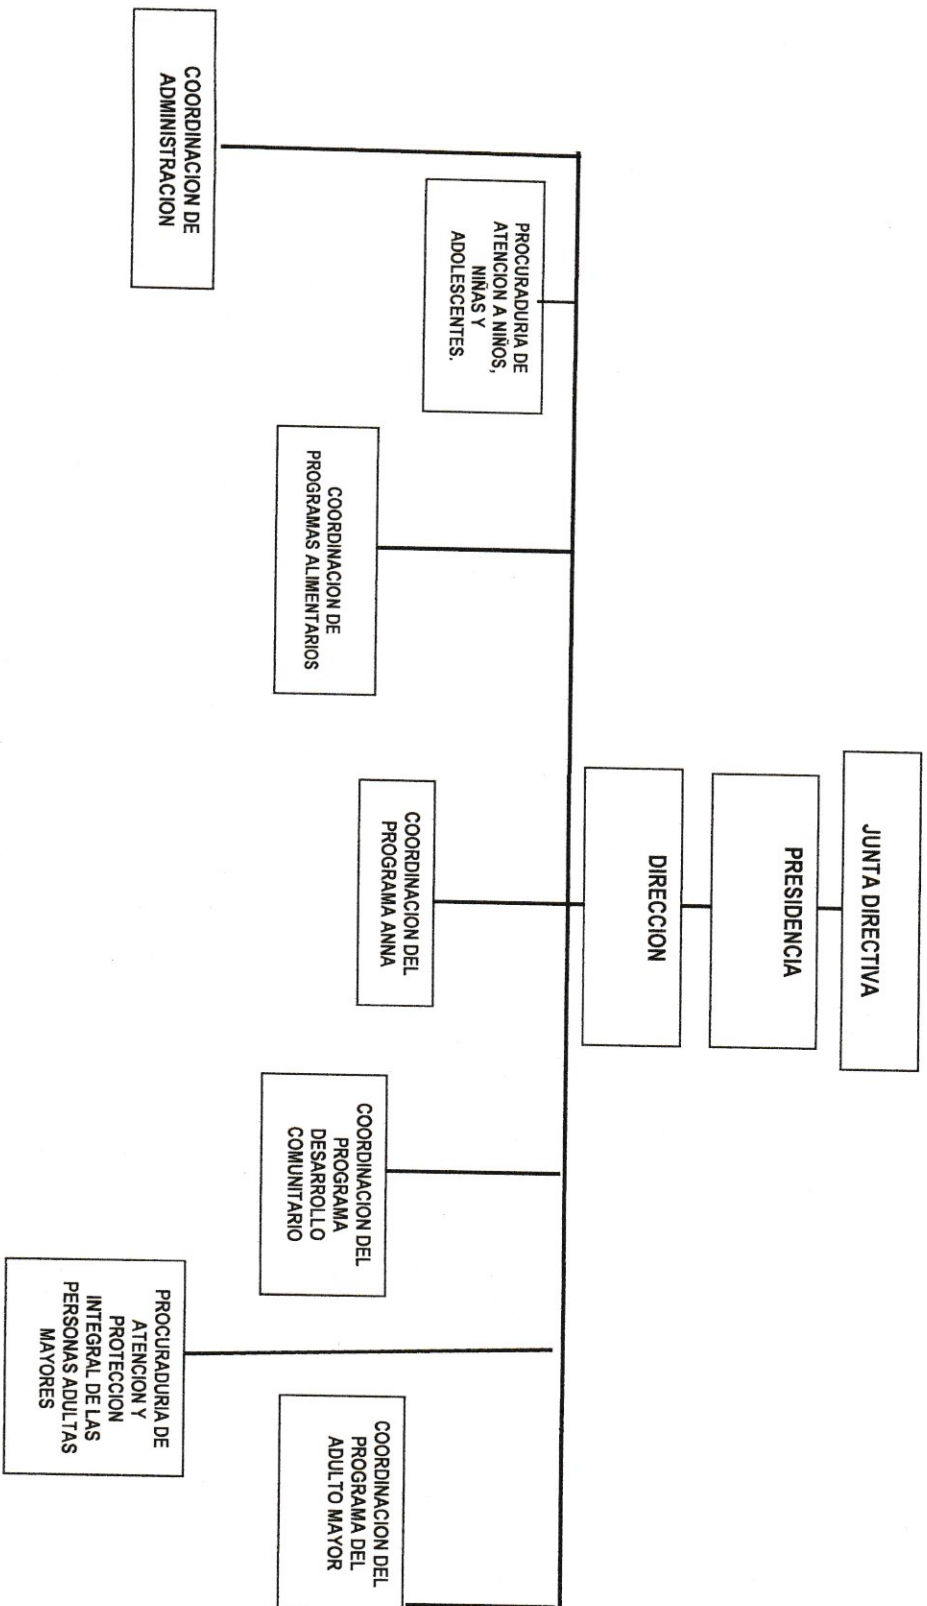 JUNTA DIRECTIVA
PRESIDENCIA
DIRECCION
COORDINACION DE
ADMINISTRACION
PROCURADURIA DE
ATENCION A NIÑOS,
NIÑAS Y
ADOLESCENTES.
COORDINACION DE
PROGRAMAS ALIMENTARIOS
COORDINACION DEL
PROGRAMA ANNA
COORDINACION DEL
PROGRAMA
DESARROLLO
COMUNITARIO
PROCURADURIA DE
ATENCION Y
PROTECCION
INTEGRAL DE LAS
PERSONAS ADULTAS
MAYORES
COORDINACION DEL
PROGRAMA DEL
ADULTO MAYOR